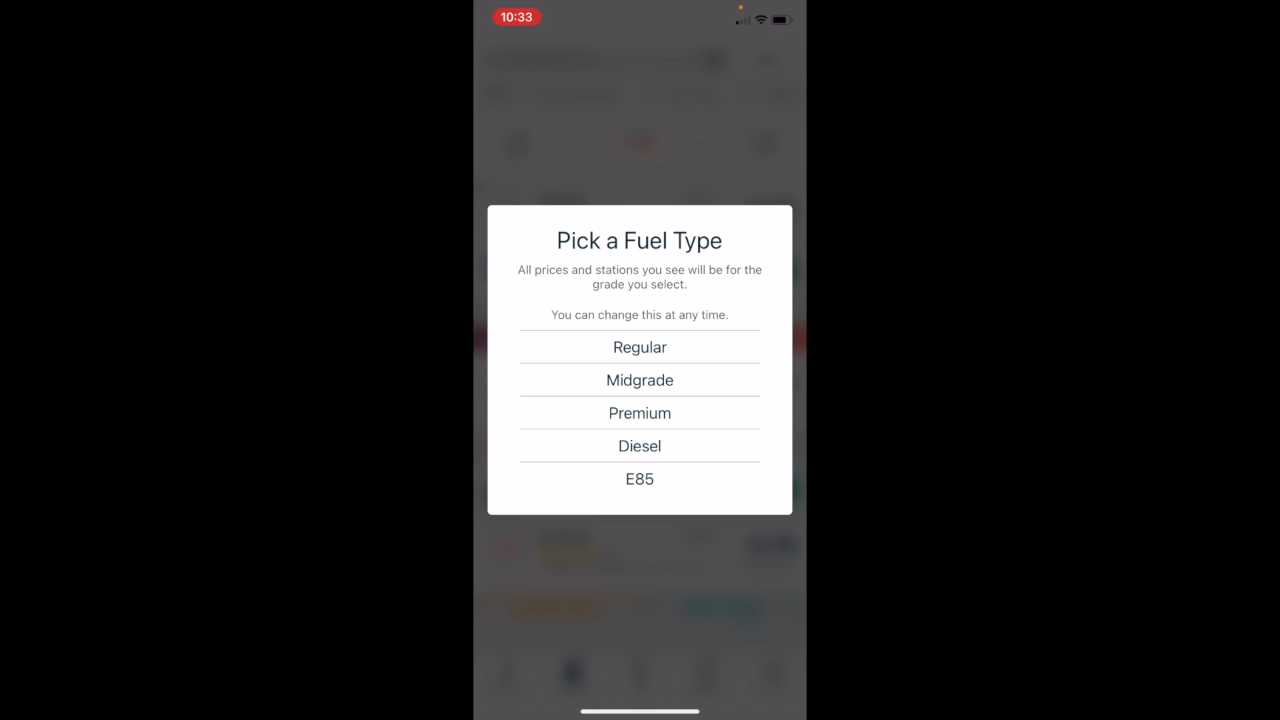 10:33
Pick a Fuel Type
All prices and stations you see will be for the
grade you select.
You can change this at any time.
Regular
Midgrade
Premium
Diesel
E85